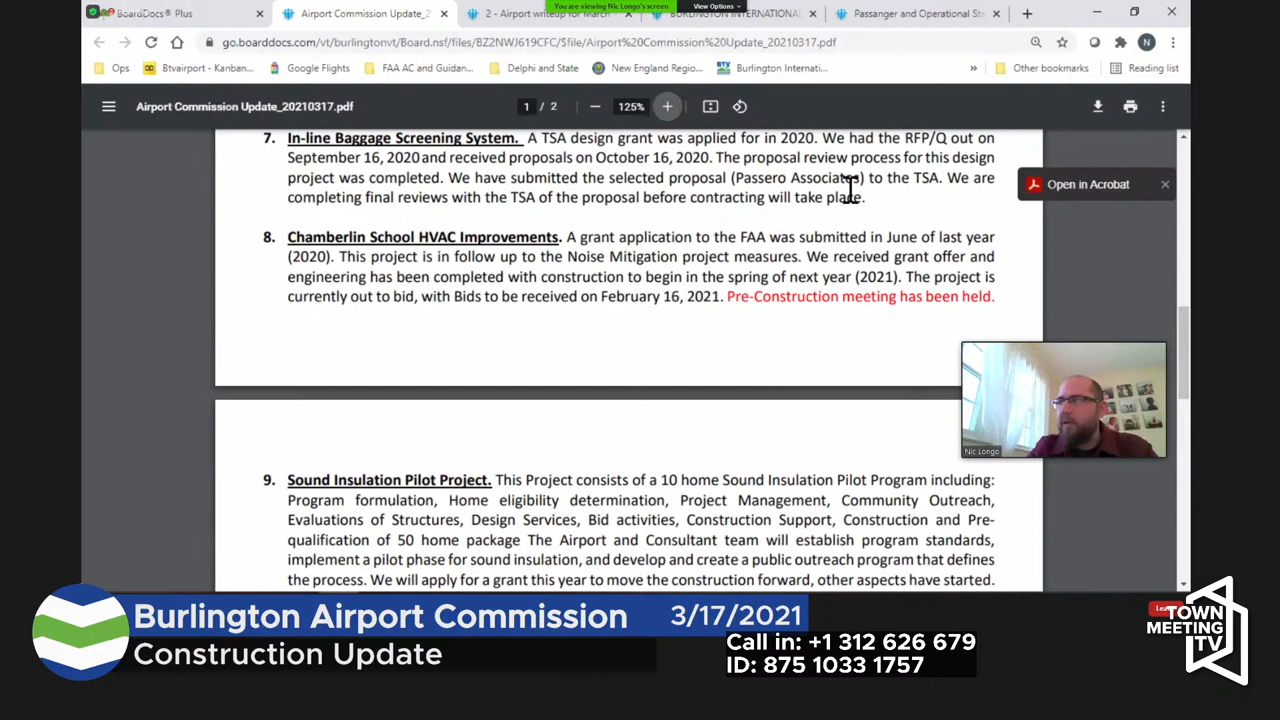 You are viewing Nic Longo's screen View Options
BoardDocs® Plus
Airport Commission Update_2
2 - Airport writeup for March
BURLINGTON INTERNATIONAL
Passanger and Operational St
go.boarddocs.com/vt/burlingtonvt/Board.nsf/files/BZ2NWJ619CFC/$file/Airport%20Commission%20Update_20210317.pdf
N
Ops
Btvairport - Kanban...
Google Flights
FAA AC and Guidan...
Delphi and State
New England Regio...
BTV Burlington Internati...
»
Other bookmarks
Reading list
Airport Commission Update_20210317.pdf
1 / 2
125%
7. In-line Baggage Screening System. A TSA design grant was applied for in 2020. We had the RFP/Q out on
September 16, 2020 and received proposals on October 16, 2020. The proposal review process for this design
project was completed. We have submitted the selected proposal (Passero Associates) to the TSA. We are
completing final reviews with the TSA of the proposal before contracting will take place.
Open in Acrobat
8. Chamberlin School HVAC Improvements. A grant application to the FAA was submitted in June of last year
(2020). This project is in follow up to the Noise Mitigation project measures. We received grant offer and
engineering has been completed with construction to begin in the spring of next year (2021). The project is
currently out to bid, with Bids to be received on February 16, 2021. Pre-Construction meeting has been held.
Nic Longo
9. Sound Insulation Pilot Project. This Project consists of a 10 home Sound Insulation Pilot Program including:
Program formulation, Home eligibility determination, Project Management, Community Outreach,
Evaluations of Structures, Design Services, Bid activities, Construction Support, Construction and Pre-
qualification of 50 home package The Airport and Consultant team will establish program standards,
implement a pilot phase for sound insulation, and develop and create a public outreach program that defines
the process. We will apply for a grant this year to move the construction forward, other aspects have started.
Burlington Airport Commission 3/17/2021
Construction Update
Call in: +1 312 626 679
ID: 875 1033 1757
TOWN
MEETING
TV